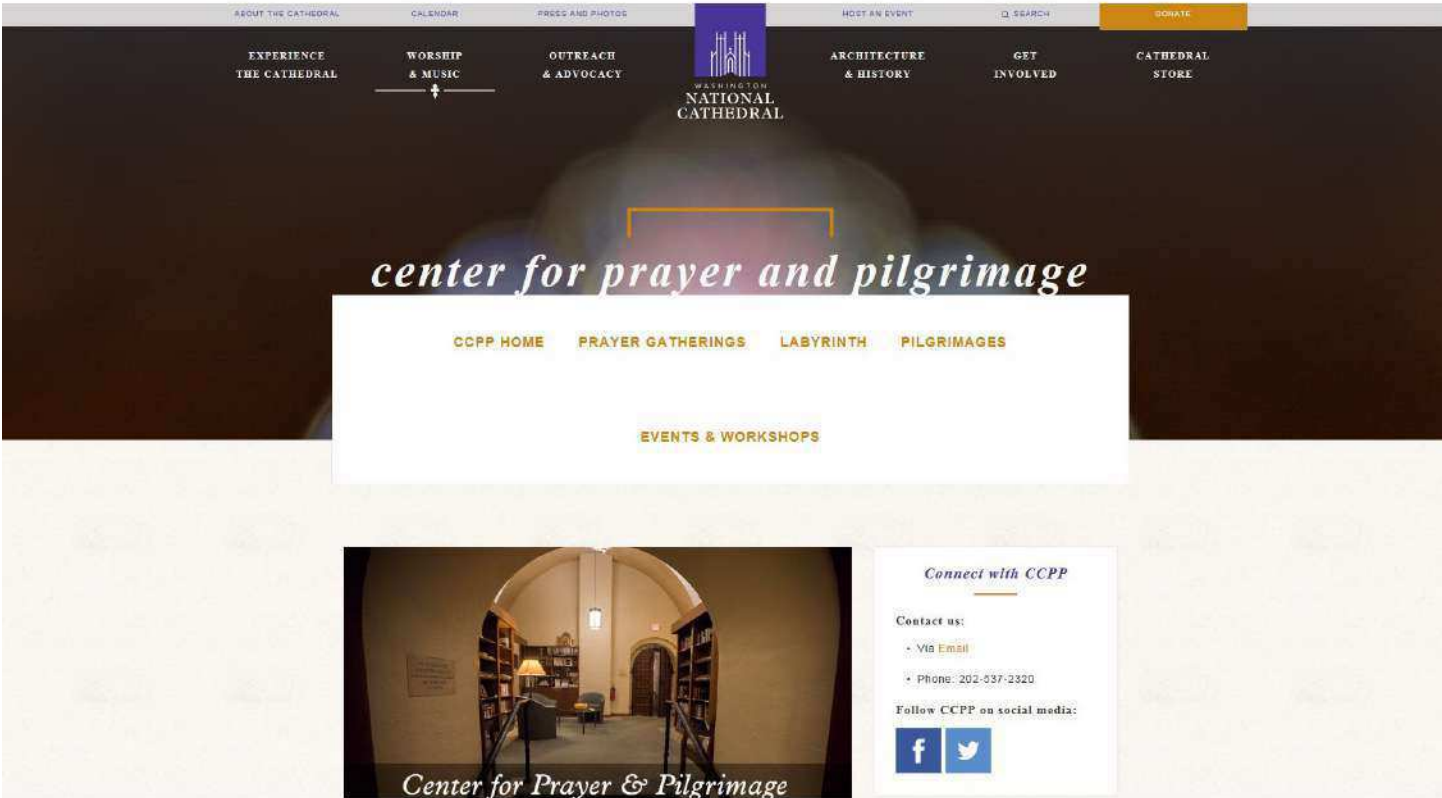 ABOUT THE CATHEDRAL
CALENDAR
PRESS AND PHOTOS
HOST AN EVENT
SEARCH
DONATE
EXPERIENCE
THE CATHEDRAL
WORSHIP
& MUSIC
OUTREACH
& ADVOCACY
WASHINGTON
NATIONAL
CATHEDRAL
ARCHITECTURE
& HISTORY
GET
INVOLVED
CATHEDRAL
STORE
center for prayer and pilgrimage
CCPP HOME PRAYER GATHERINGS LABYRINTH PILGRIMAGES
EVENTS & WORKSHOPS
Center for Prayer & Pilgrimage
Connect with CCPP
Contact us:
• Via Email
• Phone: 202-537-2320
Follow CCPP on social media:
f